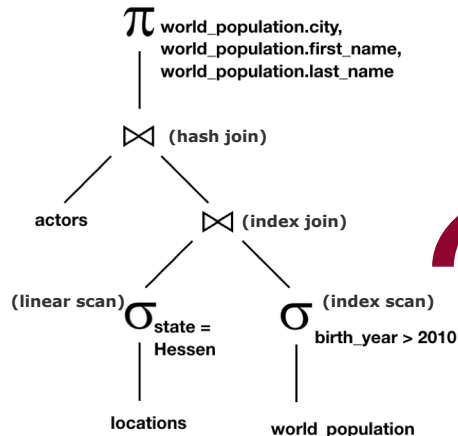 π world_population.city,
world_population.first_name,
world_population.last_name
⋈ (hash join)
actors
⋈ (index join)
(linear scan) σ state =
Hessen
σ (index scan)
birth_year > 2010
locations
world_population